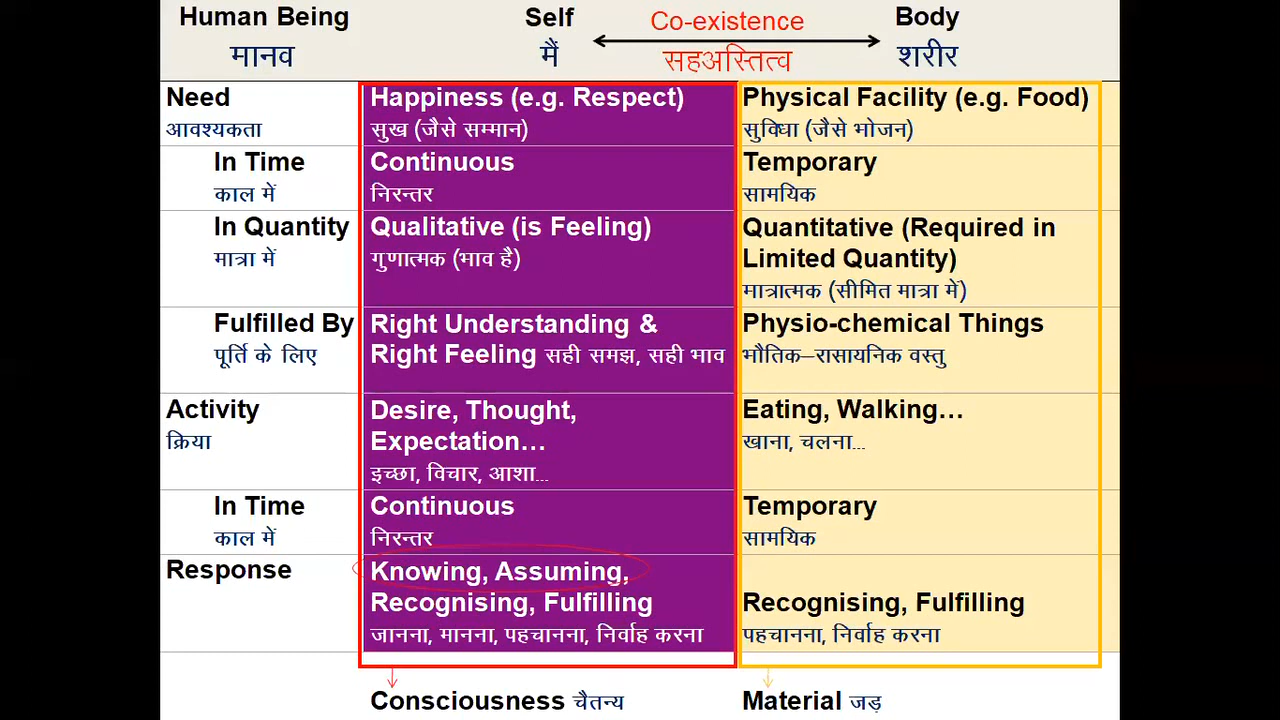 Human Being Self Co-existence Body
मानव मैं सहअस्तित्व शरीर
Need Happiness (e.g. Respect) Physical Facility (e.g. Food)
आवश्यकता सुख (जैसे सम्मान) सुविधा (जैसे भोजन)
In Time Continuous Temporary
काल में निरन्तर सामयिक
In Quantity Qualitative (is Feeling) Quantitative (Required in
मात्रा में गुणात्मक (भाव है) Limited Quantity)
मात्रात्मक (सीमित मात्रा में)
Fulfilled By Right Understanding & Physio-chemical Things
पूर्ति के लिए Right Feeling सही समझ, सही भाव भौतिक–रासायनिक वस्तु
Activity Desire, Thought, Eating, Walking…
क्रिया Expectation… खाना, चलना...
इच्छा, विचार, आशा...
In Time Continuous Temporary
काल में निरन्तर सामयिक
Response Knowing, Assuming,
Recognising, Fulfilling Recognising, Fulfilling
जानना, मानना, पहचानना, निर्वाह करना पहचानना, निर्वाह करना
Consciousness चैतन्य Material जड़